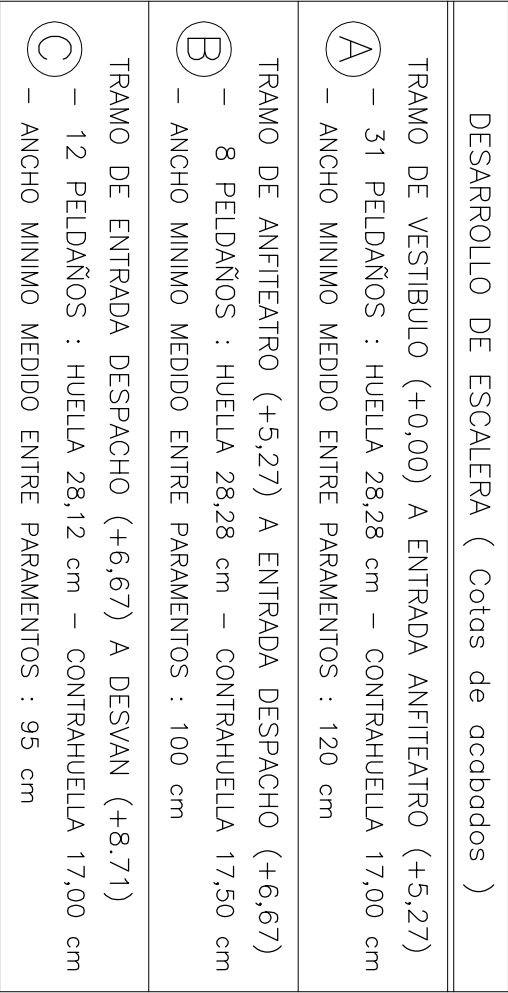 DESARROLLO DE ESCALERA ( Cotas de acabados )
TRAMO DE VESTIBULO (+0,00) A ENTRADA ANFITEATRO (+5,27)
A - 31 PELDAÑOS : HUELLA 28,28 cm - CONTRAHUELLA 17,00 cm
- ANCHO MINIMO MEDIDO ENTRE PARAMENTOS : 120 cm
TRAMO DE ANFITEATRO (+5,27) A ENTRADA DESPACHO (+6,67)
B - 8 PELDAÑOS : HUELLA 28,28 cm - CONTRAHUELLA 17,50 cm
- ANCHO MINIMO MEDIDO ENTRE PARAMENTOS : 100 cm
TRAMO DE ENTRADA DESPACHO (+6,67) A DESVAN (+8.71)
C - 12 PELDAÑOS : HUELLA 28,12 cm - CONTRAHUELLA 17,00 cm
- ANCHO MINIMO MEDIDO ENTRE PARAMENTOS : 95 cm